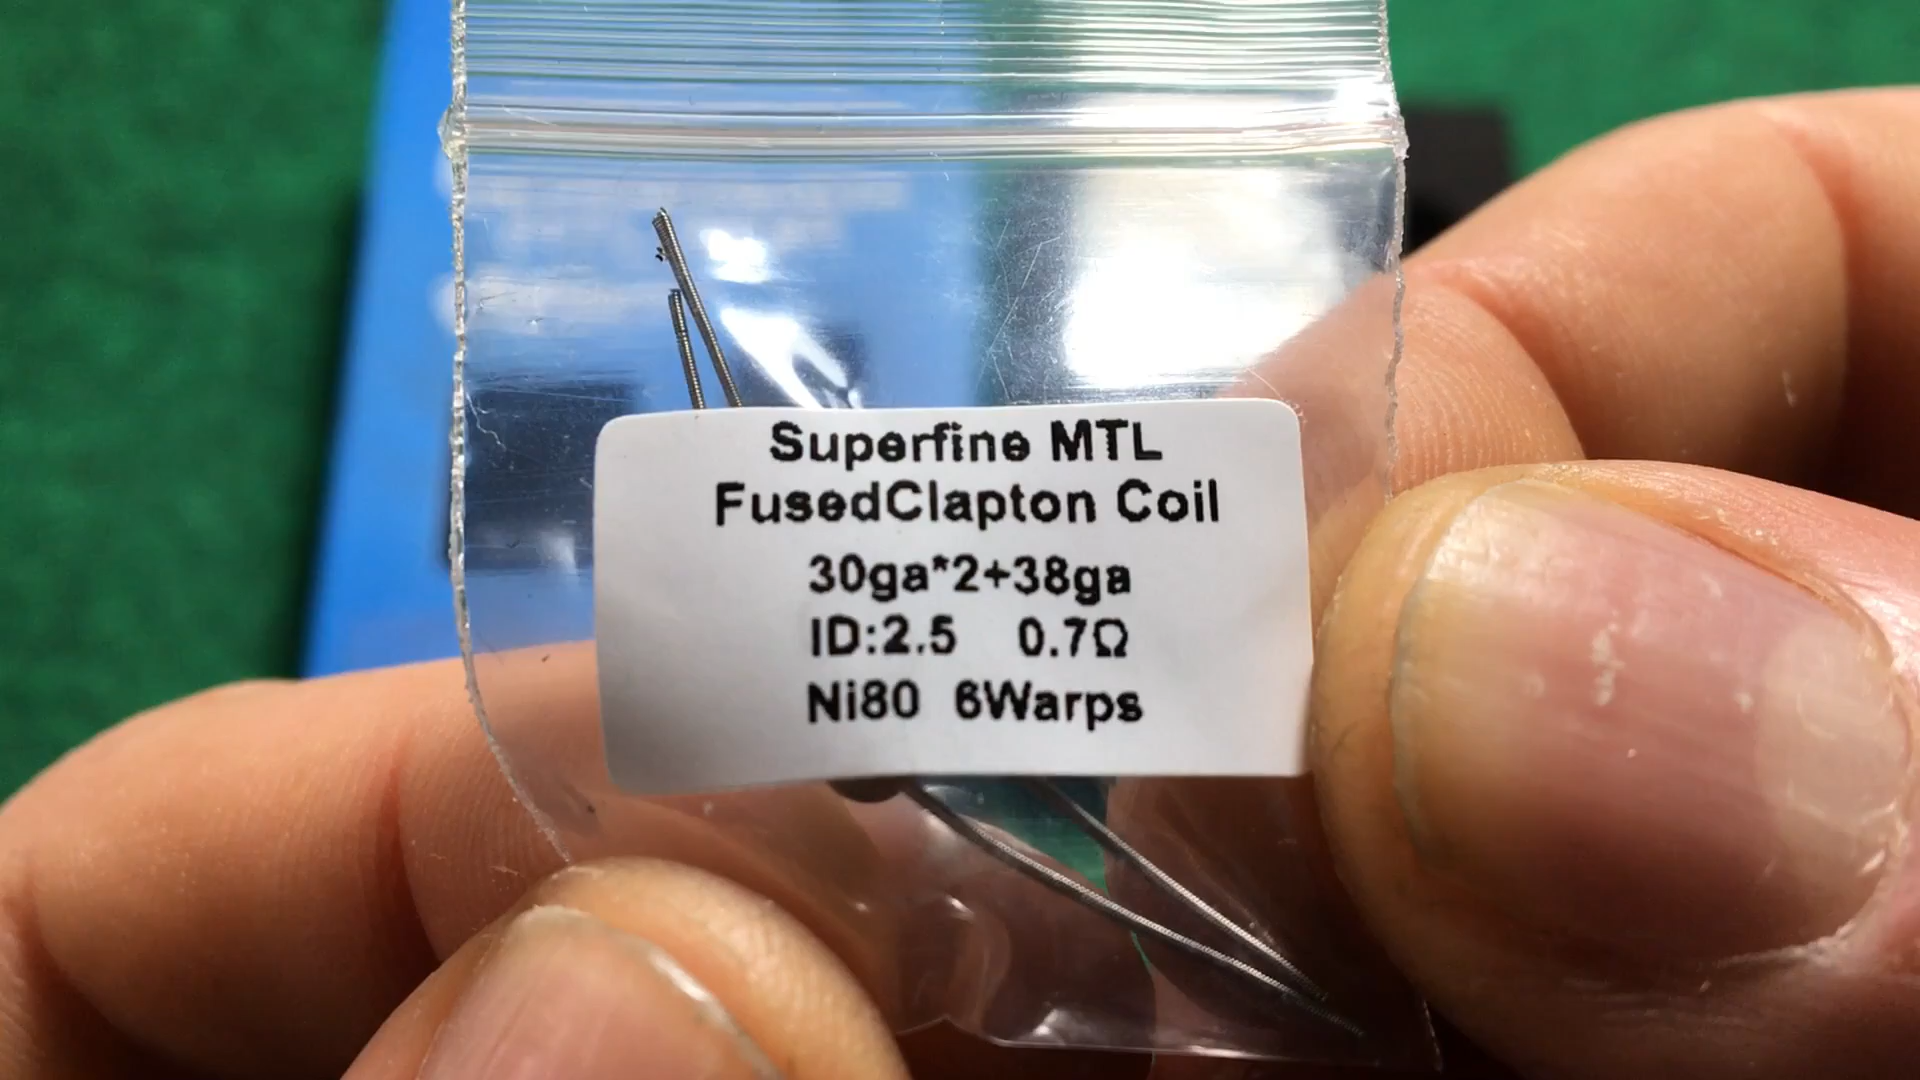 Superfine MTL
FusedClapton Coil
30ga*2+38ga
ID:2.5 0.7Ω
Ni80 6Warps